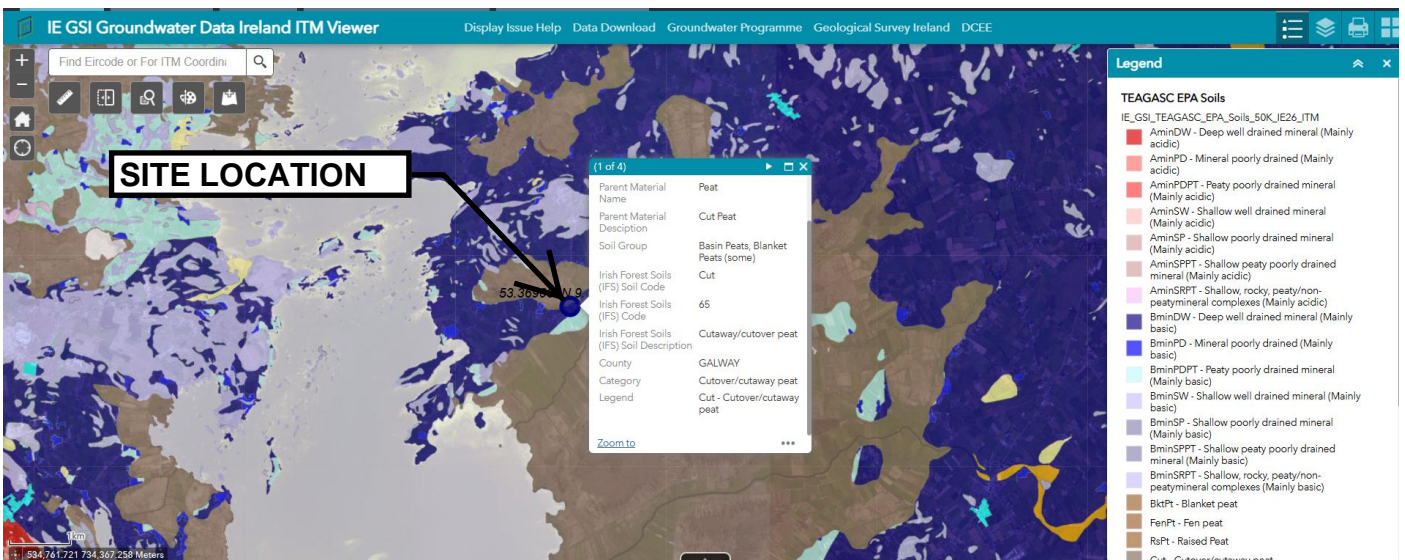 IE GSI Groundwater Data Ireland ITM Viewer
Display Issue Help Data Download Groundwater Programme Geological Survey Ireland DCEE
+
−
Find Eircode or For ITM Coordin
SITE LOCATION
(1 of 4)
Parent Material
Name
Peat
Parent Material
Desciption
Cut Peat
Soil Group
Basin Peats, Blanket
Peats (some)
Irish Forest Soils
(IFS) Soil Code
Cut
Irish Forest Soils
(IFS) Code
65
Irish Forest Soils
(IFS) Soil Description
Cutaway/cutover peat
County
GALWAY
Category
Cutover/cutaway peat
Legend
Cut - Cutover/cutaway
peat
Zoom to
Legend
TEAGASC EPA Soils
IE_GSI_TEAGASC_EPA_Soils_50K_IE26_ITM
AminDW - Deep well drained mineral (Mainly
acidic)
AminPD - Mineral poorly drained (Mainly
acidic)
AminPDPT - Peaty poorly drained mineral
(Mainly acidic)
AminSW - Shallow well drained mineral
(Mainly acidic)
AminSP - Shallow poorly drained mineral
(Mainly acidic)
AminSPPT - Shallow peaty poorly drained
mineral (Mainly acidic)
AminSRPT - Shallow, rocky, peaty/non-
peatymineral complexes (Mainly acidic)
BminDW - Deep well drained mineral (Mainly
basic)
BminPD - Mineral poorly drained (Mainly
basic)
BminPDPT - Peaty poorly drained mineral
(Mainly basic)
BminSW - Shallow well drained mineral (Mainly
basic)
BminSP - Shallow poorly drained mineral
(Mainly basic)
BminSPPT - Shallow peaty poorly drained
mineral (Mainly basic)
BminSRPT - Shallow, rocky, peaty/non-
peatymineral complexes (Mainly basic)
BktPt - Blanket peat
FenPt - Fen peat
RsPt - Raised Peat
Cut - Cutover/cutaway peat
1km
534,761.721 734,367.258 Meters